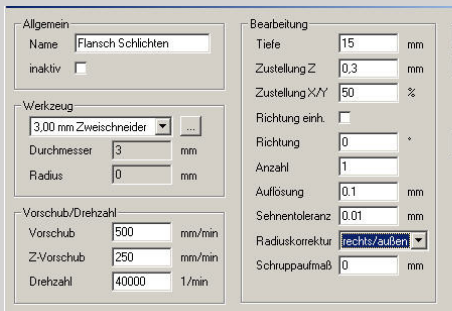 Allgemein
Name Flansch Schlichten
inaktiv
Werkzeug
3,00 mm Zweischneider ...
Durchmesser 3 mm
Radius 0 mm
Vorschub/Drehzahl
Vorschub 500 mm/min
Z-Vorschub 250 mm/min
Drehzahl 40000 1/min
Bearbeitung
Tiefe 15 mm
Zustellung Z 0,3 mm
Zustellung X/Y 50 %
Richtung einh.
Richtung 0 °
Anzahl 1
Auflösung 0.1 mm
Sehnentoleranz 0.01 mm
Radiuskorrektur rechts/außen
Schruppaufmaß 0 mm